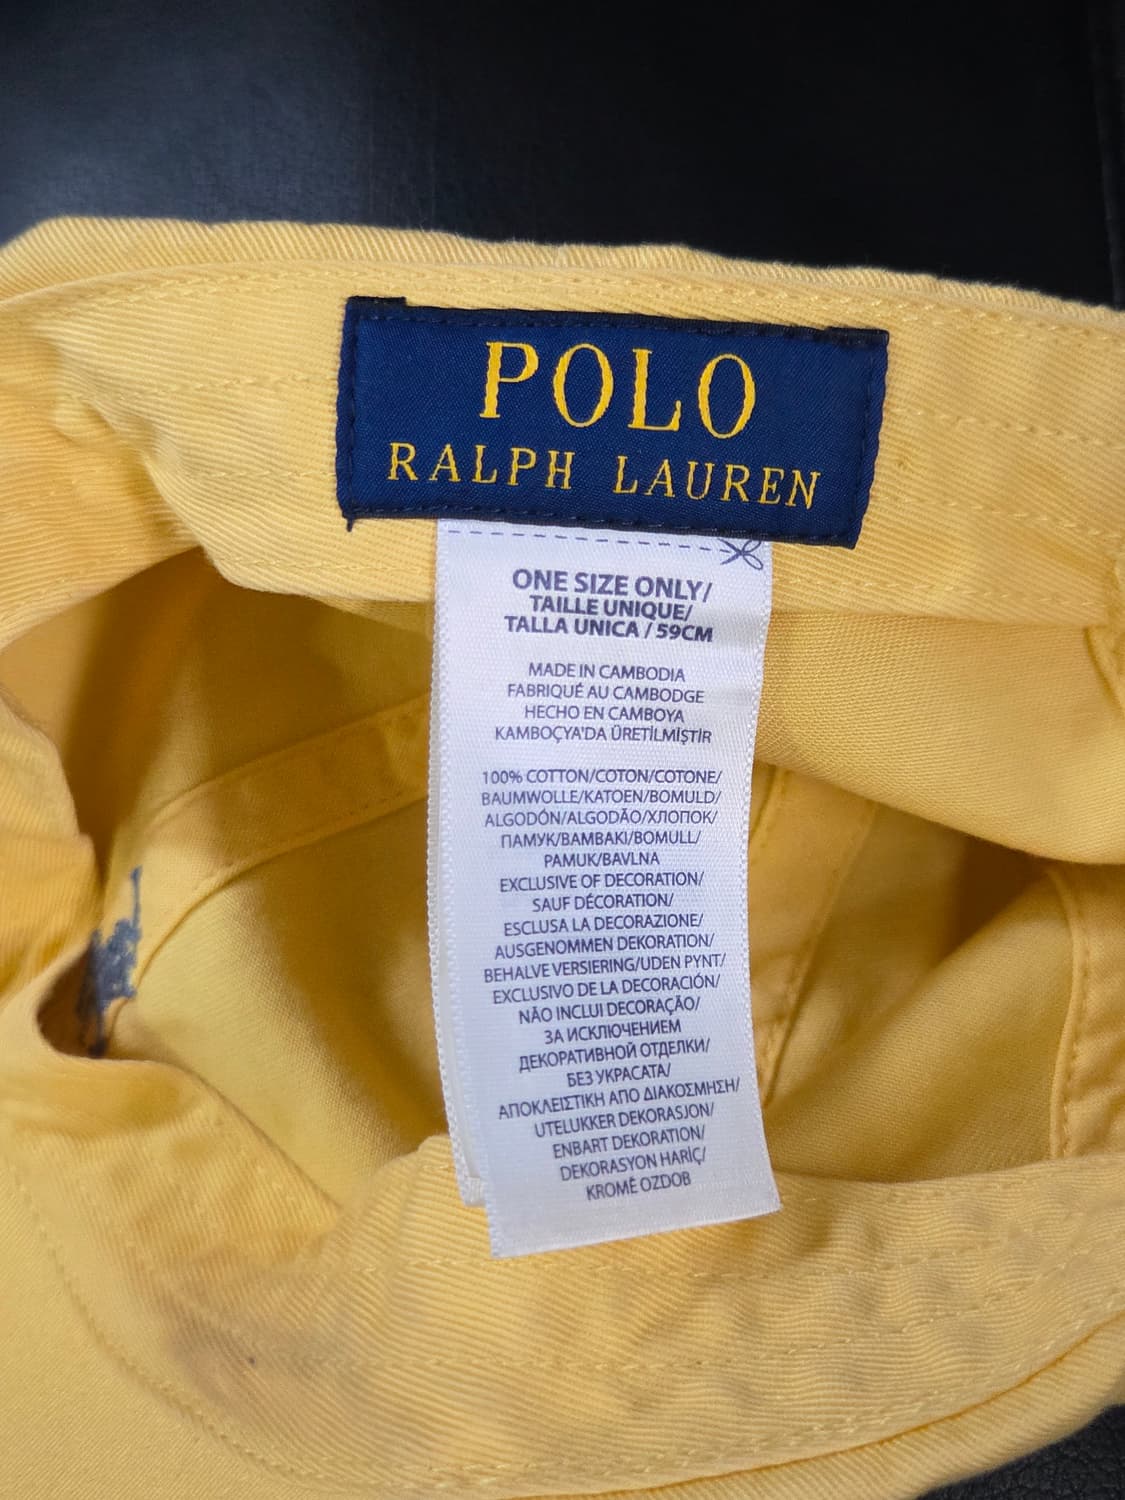 POLO
RALPH LAUREN
ONE SIZE ONLY/
TAILLE UNIQUE/
TALLA UNICA / 59CM
MADE IN CAMBODIA
FABRIQUÉ AU CAMBODGE
HECHO EN CAMBOYA
KAMBOÇYA'DA ÜRETİLMİŞTİR
100% COTTON/COTON/COTONE/
BAUMWOLLE/KATOEN/BOMULD/
ALGODÓN/ALGODÃO/ХЛОПОК/
ПАМУК/ΒΑΜΒΑΚΙ/BOMULL/
PAMUK/BAVLNA
EXCLUSIVE OF DECORATION/
SAUF DÉCORATION/
ESCLUSA LA DECORAZIONE/
AUSGENOMMEN DEKORATION/
BEHALVE VERSIERING/UDEN PYNT/
EXCLUSIVO DE LA DECORACIÓN/
NÃO INCLUI DECORAÇÃO/
ЗА ИСКЛЮЧЕНИЕМ
ДЕКОРАТИВНОЙ ОТДЕЛКИ/
БЕЗ УКРАСАТА/
ΑΠΟΚΛΕΙΣΤΙΚΗ ΑΠΟ ΔΙΑΚΟΣΜΗΣΗ/
UTELUKKER DEKORASJON/
ENBART DEKORATION/
DEKORASYON HARİÇ/
KROMĚ OZDOB